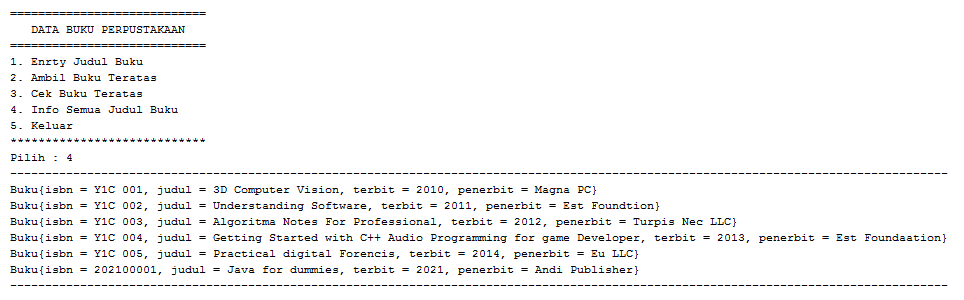 ============================
DATA BUKU PERPUSTAKAAN
============================
1. Enrty Judul Buku
2. Ambil Buku Teratas
3. Cek Buku Teratas
4. Info Semua Judul Buku
5. Keluar
****************************
Pilih : 4
--------------------------------------------------------------------------------------------------------------------------------------
Buku{isbn = Y1C 001, judul = 3D Computer Vision, terbit = 2010, penerbit = Magna PC}
Buku{isbn = Y1C 002, judul = Understanding Software, terbit = 2011, penerbit = Est Foundtion}
Buku{isbn = Y1C 003, judul = Algoritma Notes For Professional, terbit = 2012, penerbit = Turpis Nec LLC}
Buku{isbn = Y1C 004, judul = Getting Started with C++ Audio Programming for game Developer, terbit = 2013, penerbit = Est Foundaation}
Buku{isbn = Y1C 005, judul = Practical digital Forencis, terbit = 2014, penerbit = Eu LLC}
Buku{isbn = 202100001, judul = Java for dummies, terbit = 2021, penerbit = Andi Publisher}
--------------------------------------------------------------------------------------------------------------------------------------